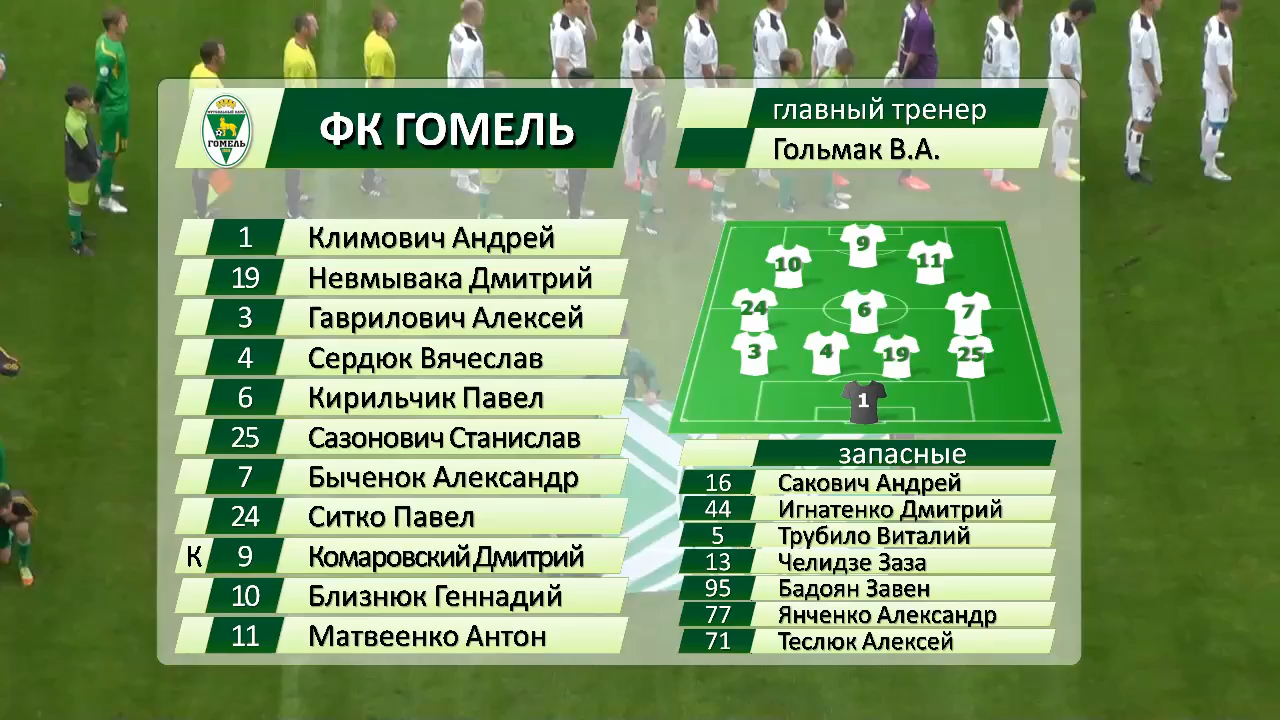 ФК ГОМЕЛЬ
ГОМЕЛЬ
главный тренер
Гольмак В.А.
1 Климович Андрей
19 Невмывака Дмитрий
3 Гаврилович Алексей
4 Сердюк Вячеслав
6 Кирильчик Павел
25 Сазонович Станислав
7 Быченок Александр
24 Ситко Павел
К 9 Комаровский Дмитрий
10 Близнюк Геннадий
11 Матвеенко Антон
9
10 11
24 6 7
3 4 19 25
1
запасные
16 Сакович Андрей
44 Игнатенко Дмитрий
5 Трубило Виталий
13 Челидзе Заза
95 Бадоян Завен
77 Янченко Александр
71 Теслюк Алексей